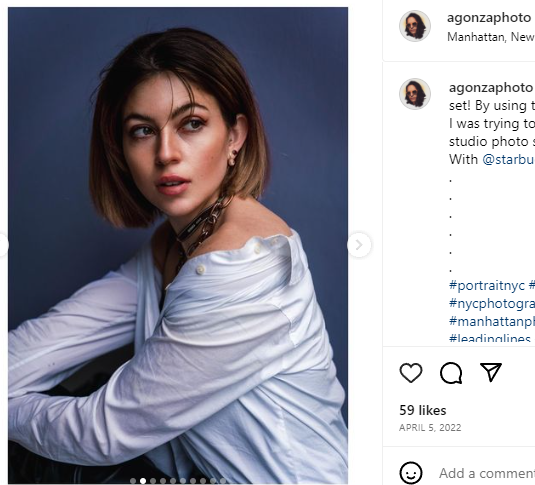 agonzaphoto
Manhattan, New
agonzaphoto
set! By using
I was trying to
studio photo
With @starbu
.
.
.
.
.
.
#portraitnyc #
#nycphotogra
#manhattanph
#leadinglines
59 likes
APRIL 5, 2022
Add a comment